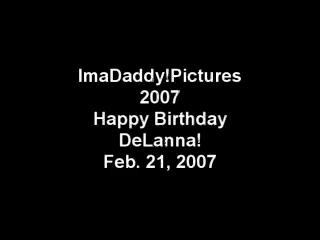 ImaDaddy!Pictures
2007
Happy Birthday
DeLanna!
Feb. 21, 2007